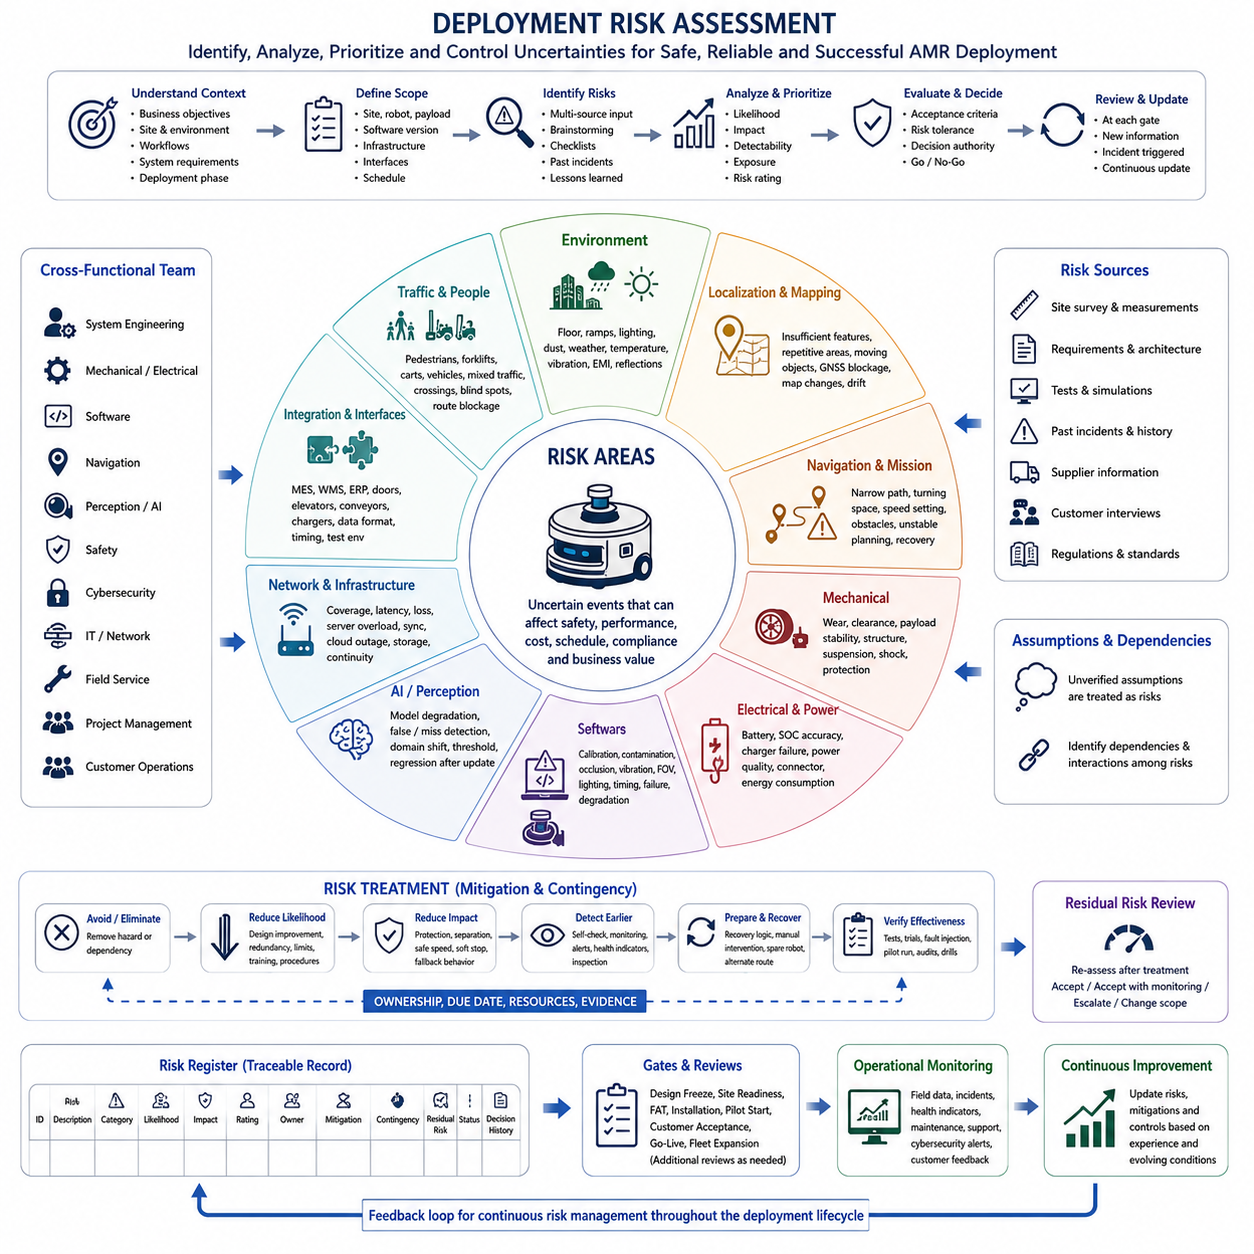 DEPLOYMENT RISK ASSESSMENT
Identify, Analyze, Prioritize and Control Uncertainties for Safe, Reliable and Successful AMR Deployment
Understand Context
• Business objectives
• Site & environment
• Workflows
• System requirements
• Deployment phase
Define Scope
• Site, robot, payload
• Software version
• Infrastructure
• Interfaces
• Schedule
Identify Risks
• Multi-source input
• Brainstorming
• Checklists
• Past incidents
• Lessons learned
Analyze & Prioritize
• Likelihood
• Impact
• Detectability
• Exposure
• Risk rating
Evaluate & Decide
• Acceptance criteria
• Risk tolerance
• Decision authority
• Go / No-Go
Review & Update
• At each gate
• New information
• Incident triggered
• Continuous update
Cross-Functional Team
System Engineering
Mechanical / Electrical
Software
Navigation
Perception / AI
Safety
Cybersecurity
IT / Network
Field Service
Project Management
Customer Operations
Environment
Floor, ramps, lighting,
dust, weather, temperature,
vibration, EMI, reflections
Localization & Mapping
Insufficient features,
repetitive areas, moving
objects, GNSS blockage,
map changes, drift
Navigation & Mission
Narrow path, turning
space, speed setting,
obstacles, unstable
planning, recovery
Mechanical
Wear, clearance, payload
stability, structure,
suspension, shock,
protection
Electrical & Power
Battery, SOC accuracy,
charger failure, power
quality, connector,
energy consumption
Seftwars
Calibration, contamination,
occlusion, vibration, FOV,
lighting, timing, failure,
degradation
AI / Perception
Model degradation,
false / miss detection,
domain shift, threshold,
regression after update
Network & Infrastructure
Coverage, latency, loss,
server overload, sync,
cloud outage, storage,
continuity
Integration & Interfaces
MES, WMS, ERP, doors,
elevators, conveyors,
chargers, data format,
timing, test env
Traffic & People
Pedestrians, forklifts,
carts, vehicles, mixed traffic,
crossings, blind spots,
route blockage
RISK AREAS
Uncertain events that can
affect safety, performance,
cost, schedule, compliance
and business value
Risk Sources
Site survey & measurements
Requirements & architecture
Tests & simulations
Past incidents & history
Supplier information
Customer interviews
Regulations & standards
Assumptions & Dependencies
Unverified assumptions
are treated as risks
Identify dependencies &
interactions among risks
RISK TREATMENT (Mitigation & Contingency)
Avoid / Eliminate
Remove hazard or
dependency
Reduce Likelihood
Design improvement,
redundancy, limits,
training, procedures
Reduce Impact
Protection, separation,
safe speed, soft stop,
fallback behavior
Detect Earlier
Self-check, monitoring,
alerts, health indicators,
inspection
Prepare & Recover
Recovery logic, manual
intervention, spare robot,
alternate route
Verify Effectiveness
Tests, trials, fault injection,
pilot run, audits, drills
OWNERSHIP, DUE DATE, RESOURCES, EVIDENCE
Residual Risk Review
Re-assess after treatment
Accept / Accept with monitoring /
Escalate / Change scope
Risk Register (Traceable Record)
ID
Risk
Description
Category
Likelihood
Impact
Rating
Owner
Mitigation
Contingency
Residual
Risk
Status
Decision
History
Gates & Reviews
Design Freeze, Site Readiness,
FAT, Installation, Pilot Start,
Customer Acceptance,
Go-Live, Fleet Expansion
(Additional reviews as needed)
Operational Monitoring
Field data, incidents,
health indicators,
maintenance, support,
cybersecurity alerts,
customer feedback
Continuous Improvement
Update risks,
mitigations and
controls based on
experience and
evolving conditions
Feedback loop for continuous risk management throughout the deployment lifecycle